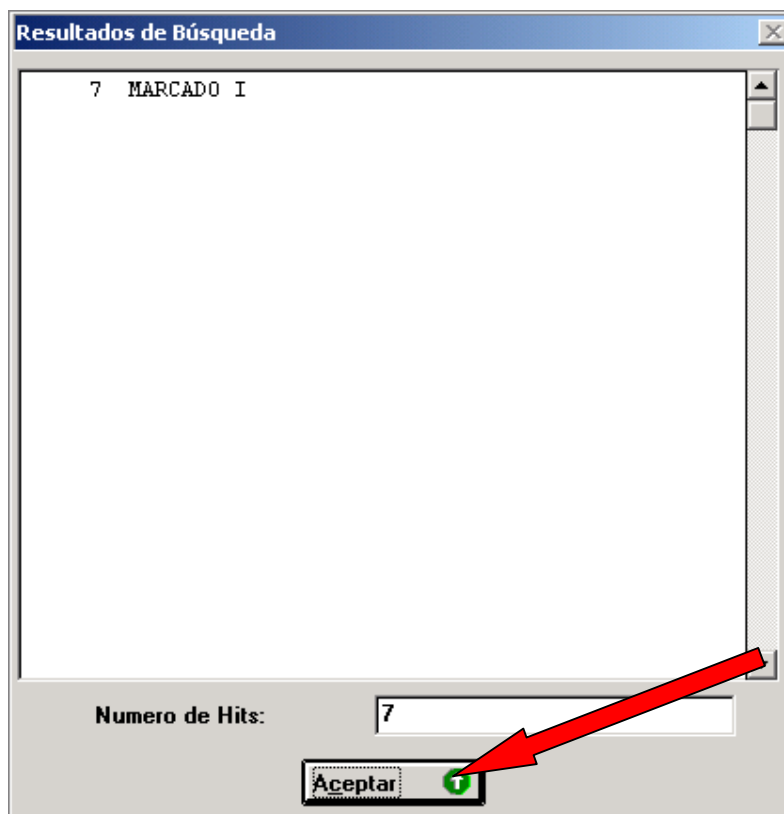 Resultados de Búsqueda
7 MARCADO I
Numero de Hits: 7
Aceptar